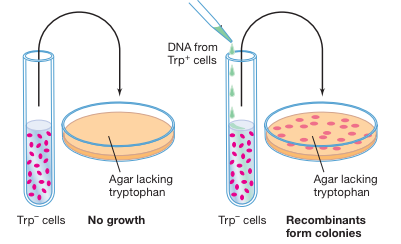 DNA from
Trp⁺ cells
Agar lacking
tryptophan
Trp⁻ cells
No growth
Agar lacking
tryptophan
Trp⁻ cells
Recombinants
form colonies